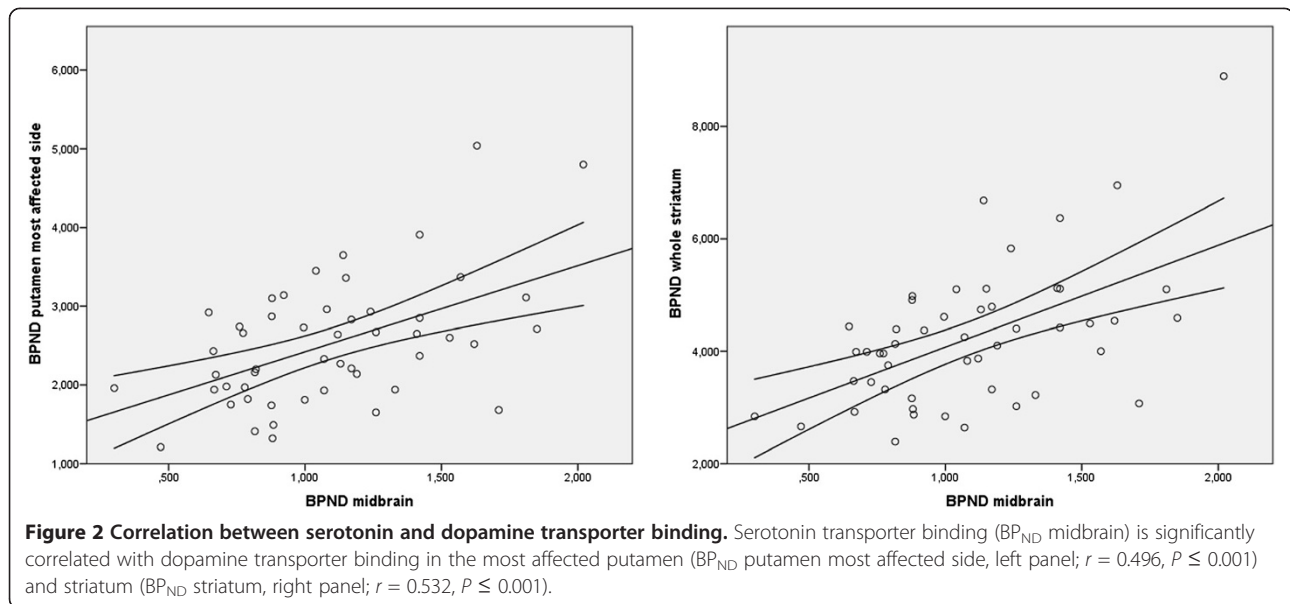 6,000
5,000
4,000
3,000
2,000
1,000
BPND putamen most affected side
,500
1,000
1,500
2,000
BPND midbrain
8,000
6,000
4,000
2,000
BPND whole striatum
,500
1,000
1,500
2,000
BPND midbrain
Figure 2 Correlation between serotonin and dopamine transporter binding. Serotonin transporter binding (BPND midbrain) is significantly
correlated with dopamine transporter binding in the most affected putamen (BPND putamen most affected side, left panel; r = 0.496, P ≤ 0.001)
and striatum (BPND striatum, right panel; r = 0.532, P ≤ 0.001).